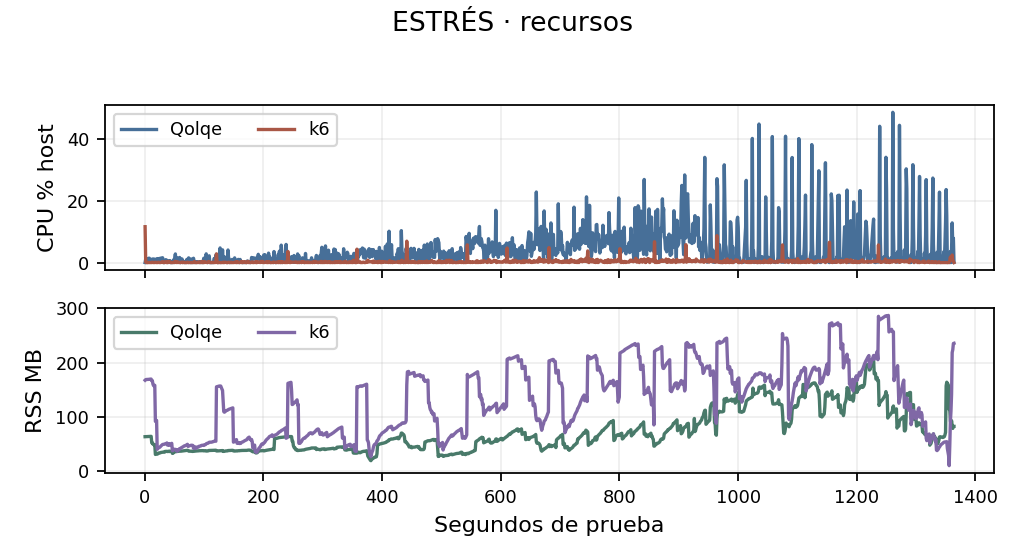 ESTRÉS · recursos
CPU % host
Qolqe k6
40
20
0
RSS MB
Qolqe k6
300
200
100
0
0 200 400 600 800 1000 1200 1400
Segundos de prueba